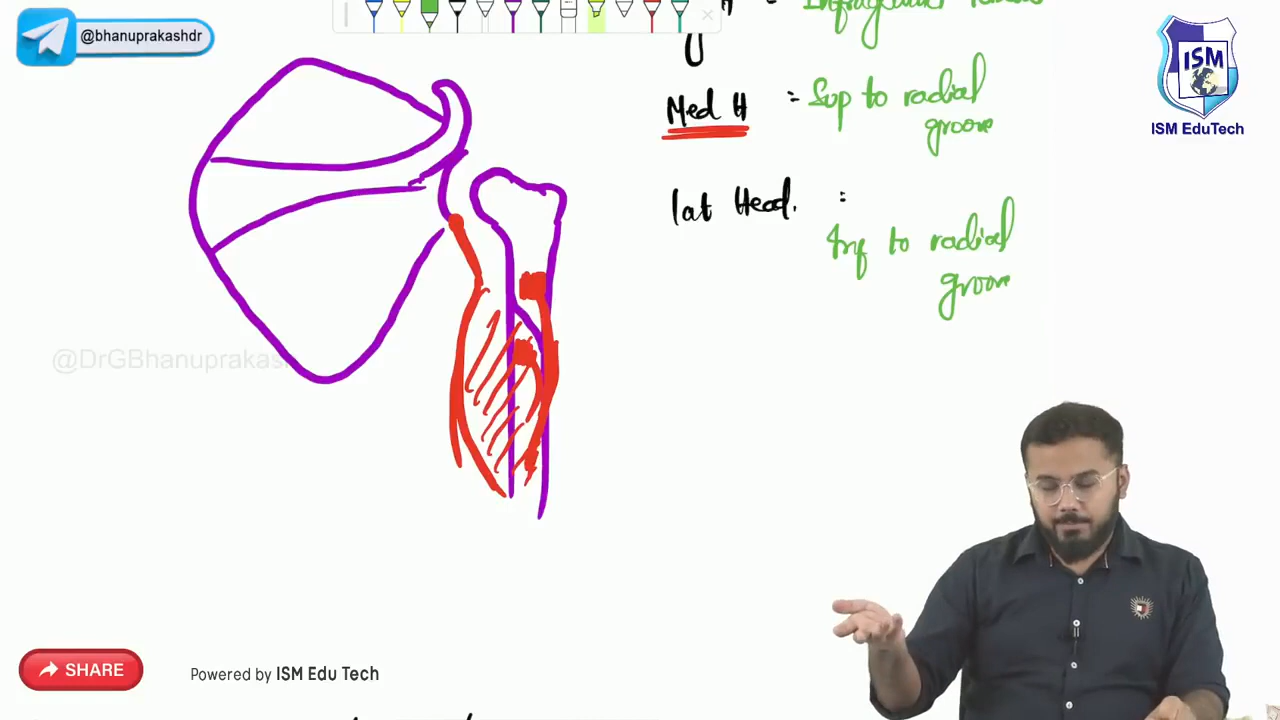 @bhanuprakashdr
ISM
ISM EduTech
Med H = Sup to radial
groove
lat Head. :
Inf to radial
groove
@DrGBhanuprakash
SHARE
Powered by ISM Edu Tech